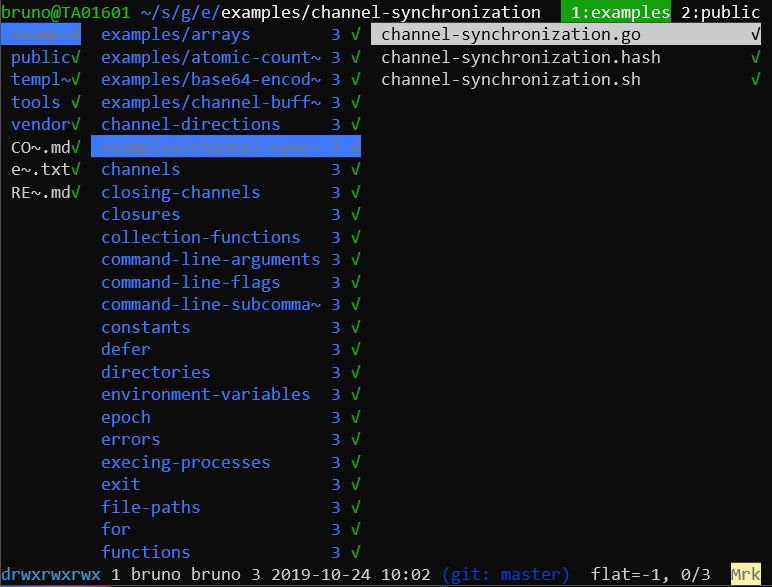 bruno@TA01601 ~/s/g/e/examples/channel-synchronization 1:examples 2:public
examp~√ examples/arrays 3 √ channel-synchronization.go √
public√ examples/atomic-count~ 3 √ channel-synchronization.hash √
templ~√ examples/base64-encod~ 3 √ channel-synchronization.sh √
tools √ examples/channel-buff~ 3 √
vendor√ channel-directions 3 √
CO~.md√ examples/channel-sync~ 3 √
e~.txt√ channels 3 √
RE~.md√ closing-channels 3 √
closures 3 √
collection-functions 3 √
command-line-arguments 3 √
command-line-flags 3 √
command-line-subcomma~ 3 √
constants 3 √
defer 3 √
directories 3 √
environment-variables 3 √
epoch 3 √
errors 3 √
execing-processes 3 √
exit 3 √
file-paths 3 √
for 3 √
functions 3 √
drwxrwxrwx 1 bruno bruno 3 2019-10-24 10:02 (git: master) flat=-1, 0/3 Mrk